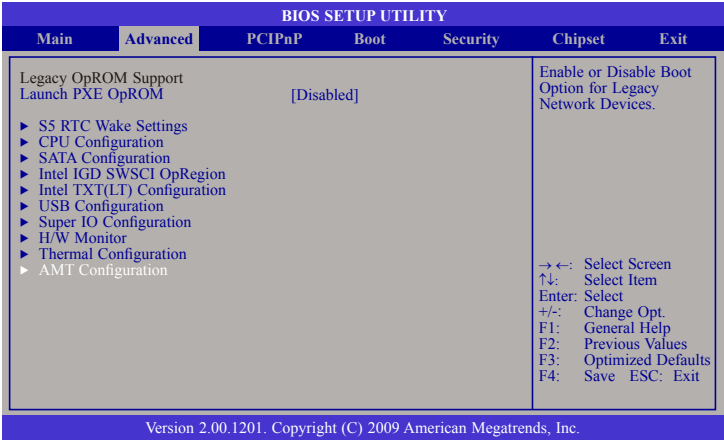 BIOS SETUP UTILITY
Main Advanced PCIPnP Boot Security Chipset Exit
Legacy OpROM Support
Launch PXE OpROM [Disabled]
► S5 RTC Wake Settings
► CPU Configuration
► SATA Configuration
► Intel IGD SWSCI OpRegion
► Intel TXT(LT) Configuration
► USB Configuration
► Super IO Configuration
► H/W Monitor
► Thermal Configuration
► AMT Configuration
Enable or Disable Boot
Option for Legacy
Network Devices.
→←: Select Screen
↑↓: Select Item
Enter: Select
+/-: Change Opt.
F1: General Help
F2: Previous Values
F3: Optimized Defaults
F4: Save ESC: Exit
Version 2.00.1201. Copyright (C) 2009 American Megatrends, Inc.